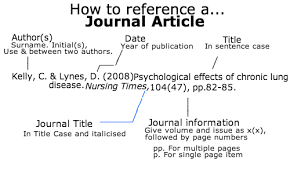 How to reference a...
Journal Article
Author(s)
Surname. Initial(s),
Use & between two authors.
Date
Year of publication
Title
In sentence case
Kelly, C. & Lynes, D. (2008)Psychological effects of chronic lung
disease. Nursing Times,104(47), pp.82-85.
Journal Title
In Title Case and italicised
Journal information
Give volume and issue as x(x),
followed by page numbers
pp. For multiple pages
p. For single page item